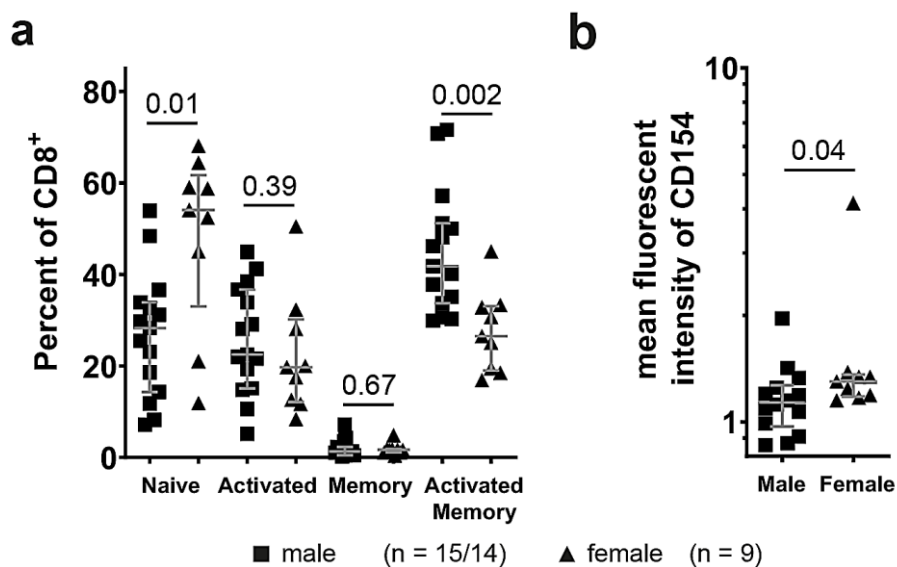 a
Percent of CD8+
80
60
40
20
0
0.01
0.39
0.67
0.002
Naive
Activated
Memory
Activated
Memory
b
mean fluorescent
intensity of CD154
10
1
0.04
Male
Female
■ male (n = 15/14) ▲ female (n = 9)